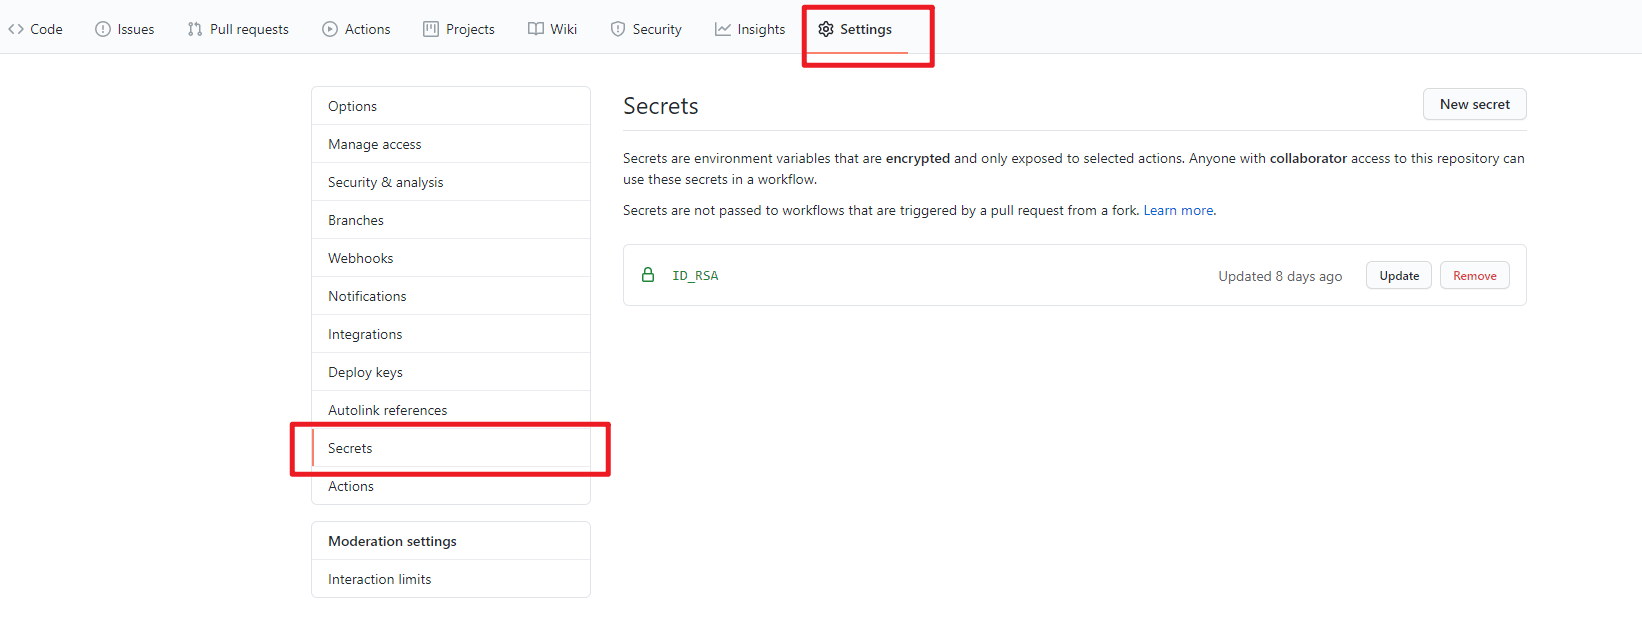 Code Issues Pull requests Actions Projects Wiki Security Insights Settings
Options
Manage access
Security & analysis
Branches
Webhooks
Notifications
Integrations
Deploy keys
Autolink references
Secrets
Actions
Moderation settings
Interaction limits
Secrets
New secret
Secrets are environment variables that are encrypted and only exposed to selected actions. Anyone with collaborator access to this repository can
use these secrets in a workflow.
Secrets are not passed to workflows that are triggered by a pull request from a fork. Learn more.
ID_RSA Updated 8 days ago Update Remove